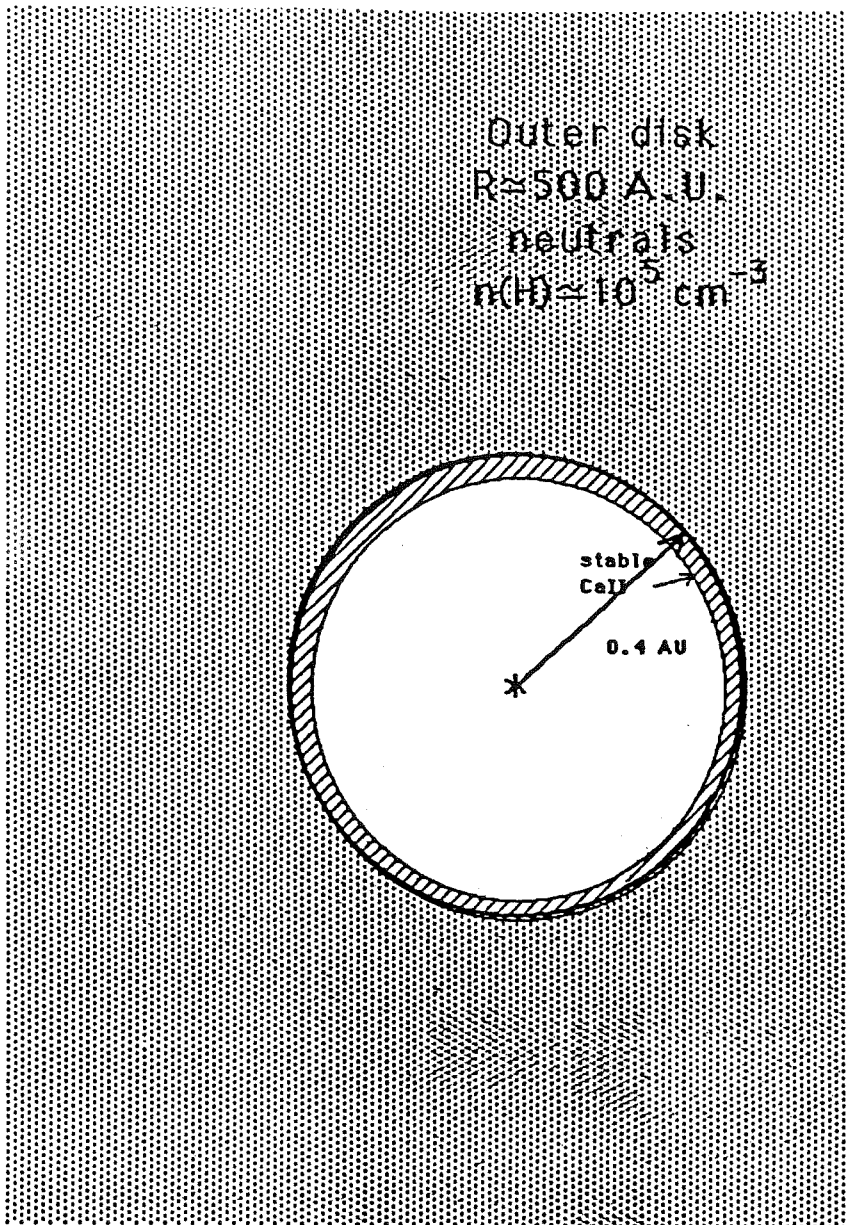 Outer disk
R≃500 A.U.
neutrals
n(H)≃10⁵ cm⁻³
stable
CaII
0.4 AU